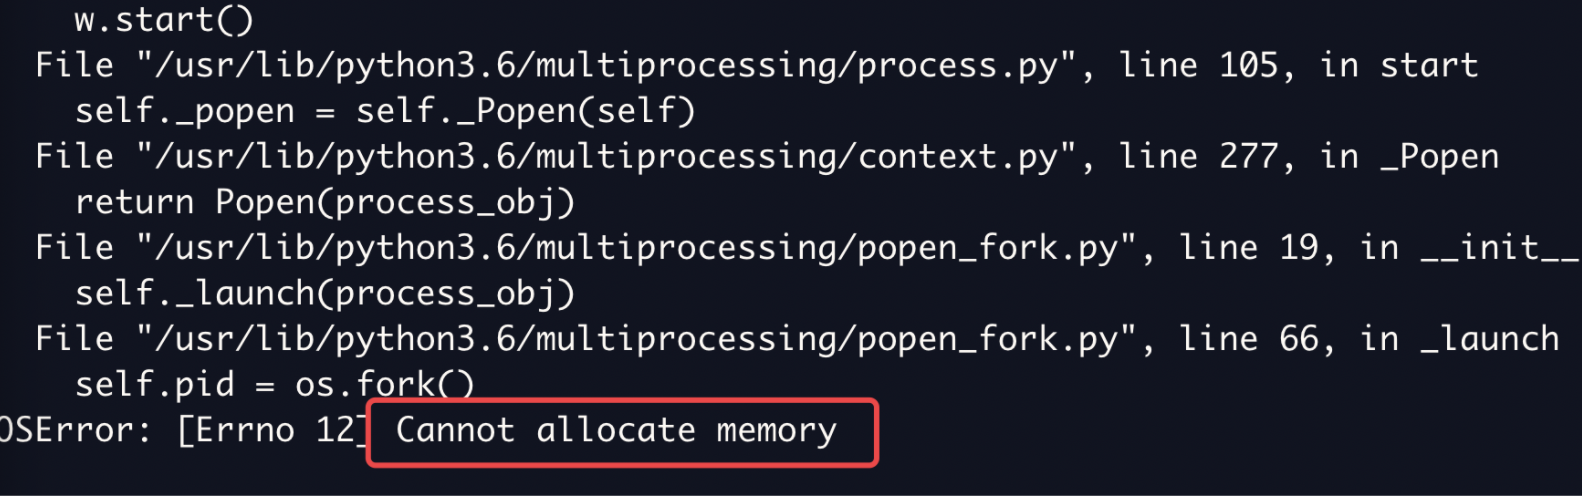 w.start()
File "/usr/lib/python3.6/multiprocessing/process.py", line 105, in start
self._popen = self._Popen(self)
File "/usr/lib/python3.6/multiprocessing/context.py", line 277, in _Popen
return Popen(process_obj)
File "/usr/lib/python3.6/multiprocessing/popen_fork.py", line 19, in __init__
self._launch(process_obj)
File "/usr/lib/python3.6/multiprocessing/popen_fork.py", line 66, in _launch
self.pid = os.fork()
OSError: [Errno 12] Cannot allocate memory